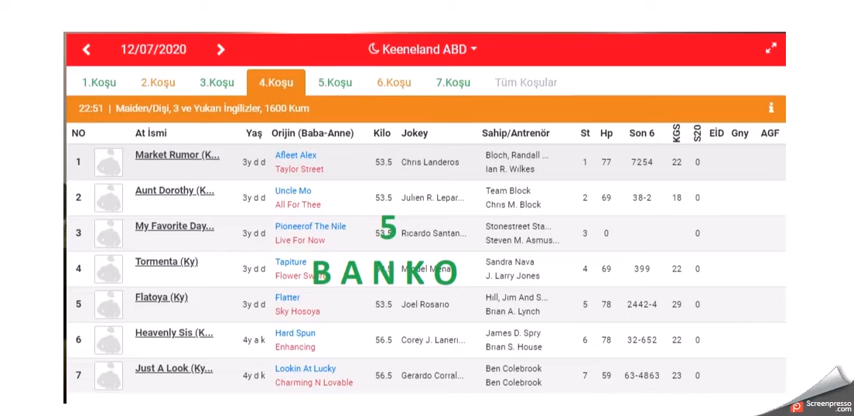 12/07/2020 Keeneland ABD
1.Koşu 2.Koşu 3.Koşu 4.Koşu 5.Koşu 6.Koşu 7.Koşu Tüm Koşular
22:51 | Maiden/Dişi, 3 ve Yukarı İngilizler, 1600 Kum
NO At İsmi Yaş Orijin (Baba-Anne) Kilo Jokey Sahip/Antrenör St Hp Son 6 KGS S20 EİD Gny AGF
1 Market Rumor (K... 3y d d Afleet Alex 53.5 Chris Landeros Bloch, Randall ... 1 77 7254 22 0
Taylor Street Ian R. Wilkes
2 Aunt Dorothy (K... 3y d d Uncle Mo 53.5 Julien R. Lepar... Team Block 2 69 38-2 18 0
All For Thee Chris M. Block
3 My Favorite Day... 3y d d Pioneerof The Nile 53.5 Ricardo Santan... Stonestreet Sta... 3 0
Live For Now Steven M. Asmus...
5
4 Tormenta (Ky) 3y d d Tapiture Sandra Nava 4 69 399 22 0
Flower J. Larry Jones
BANKO
5 Flatoya (Ky) 3y d d Flatter 53.5 Joel Rosario Hill, Jim And S... 5 78 2442-4 29 0
Sky Hosoya Brian A. Lynch
6 Heavenly Sis (K... 4y a k Hard Spun 56.5 Corey J. Laneri... James D. Spry 6 78 32-652 22 0
Enhancing Brian S. House
7 Just A Look (Ky... 4y d k Lookin At Lucky 56.5 Gerardo Corral... Ben Colebrook 7 59 63-4863 23 0
Charming N Lovable Ben Colebrook
Screenpresso
.com